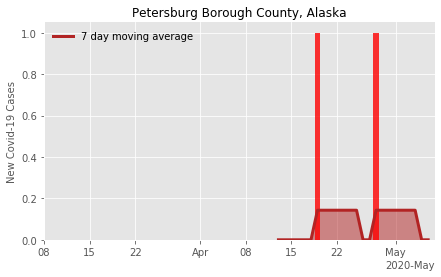 Petersburg Borough County, Alaska
7 day moving average
New Covid-19 Cases
1.0
0.8
0.6
0.4
0.2
0.0
08 15 22 Apr 08 15 22 May
2020-May